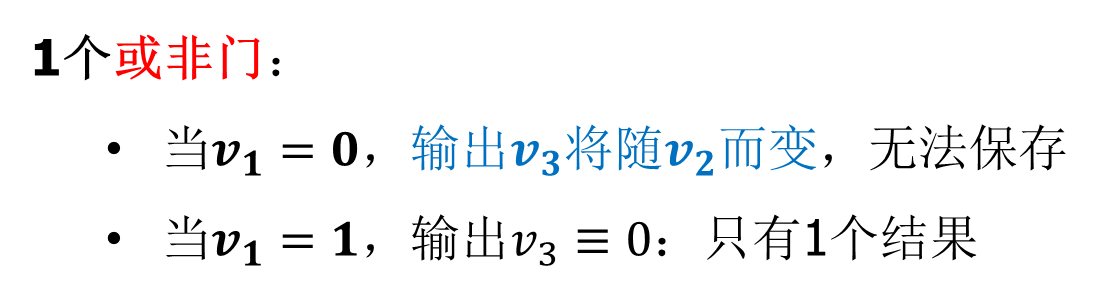 1个或非门：
• 当𝒗₁ = 𝟎，输出𝒗₃将随𝒗₂而变，无法保存
• 当𝒗₁ = 𝟏，输出𝑣₃ ≡ 0：只有1个结果